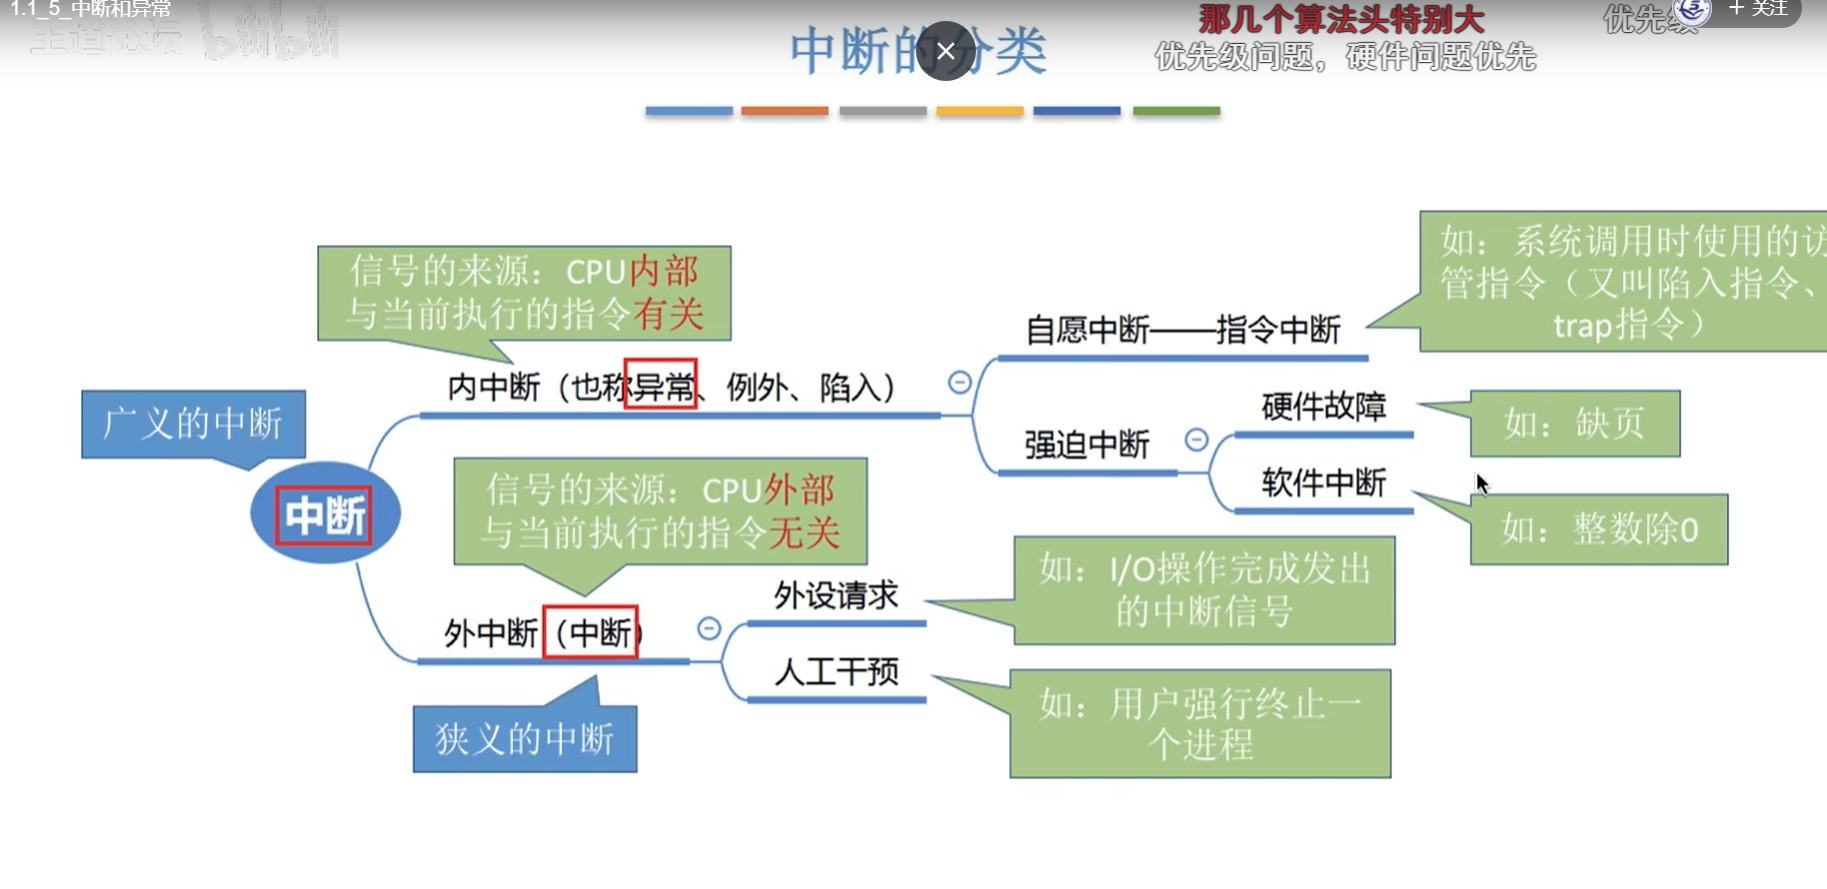 1.1_5_中断和异常
王道论坛 bilibili
那几个算法头特别大
优先级
+ 关注
优先级问题，硬件问题优先
中断的分类
信号的来源：CPU内部
与当前执行的指令有关
如：系统调用时使用的访
管指令（又叫陷入指令、
trap指令）
自愿中断——指令中断
内中断（也称异常、例外、陷入）
广义的中断
硬件故障
如：缺页
强迫中断
信号的来源：CPU外部
与当前执行的指令无关
软件中断
中断
如：整数除0
如：I/O操作完成发出
的中断信号
外设请求
外中断（中断）
人工干预
如：用户强行终止一
个进程
狭义的中断